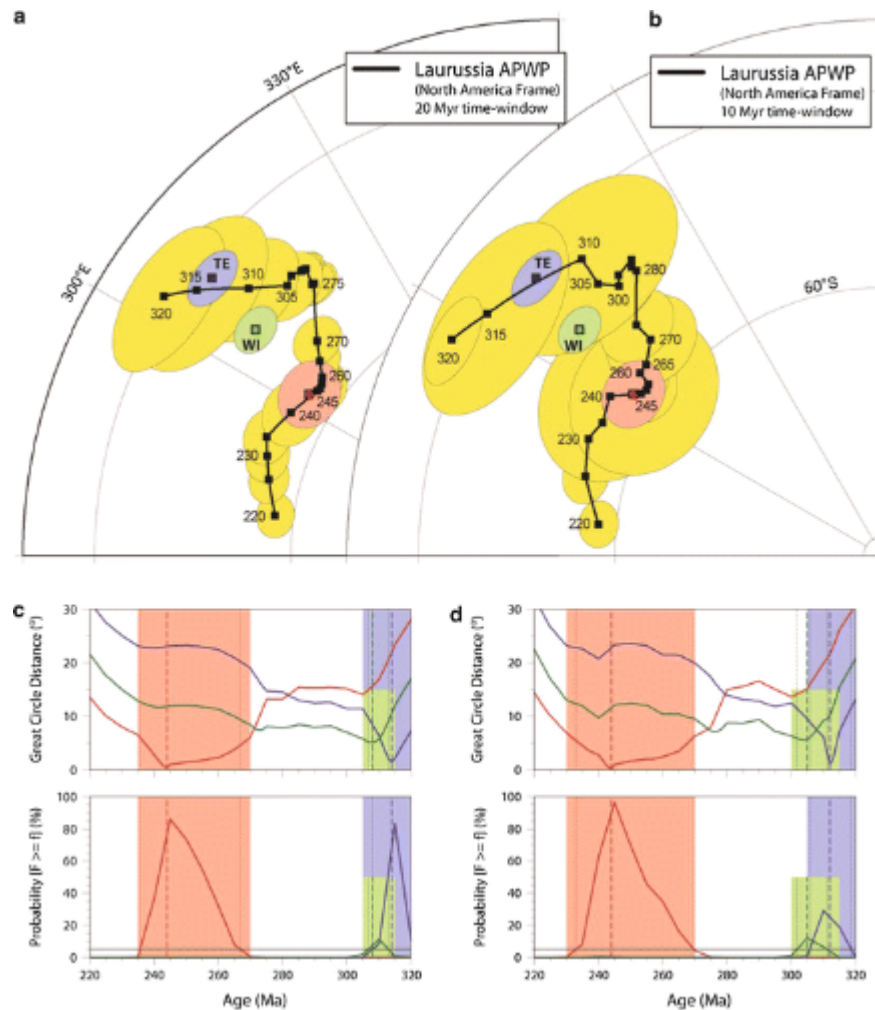 a
b
330°E
Laurussia APWP
(North America Frame)
20 Myr time-window
Laurussia APWP
(North America Frame)
10 Myr time-window
300°E
60°S
TE
315
310
320
305
275
WI
270
260
245
240
230
220
310
TE
305
280
300
315
320
WI
270
265
260
240
245
230
220
c
d
30
20
10
0
Great Circle Distance (°)
30
20
10
0
Great Circle Distance (°)
100
80
60
40
20
0
Probability [F >= f] (%)
220 240 260 280 300 320
Age (Ma)
100
80
60
40
20
0
Probability [F >= f] (%)
220 240 260 280 300 320
Age (Ma)